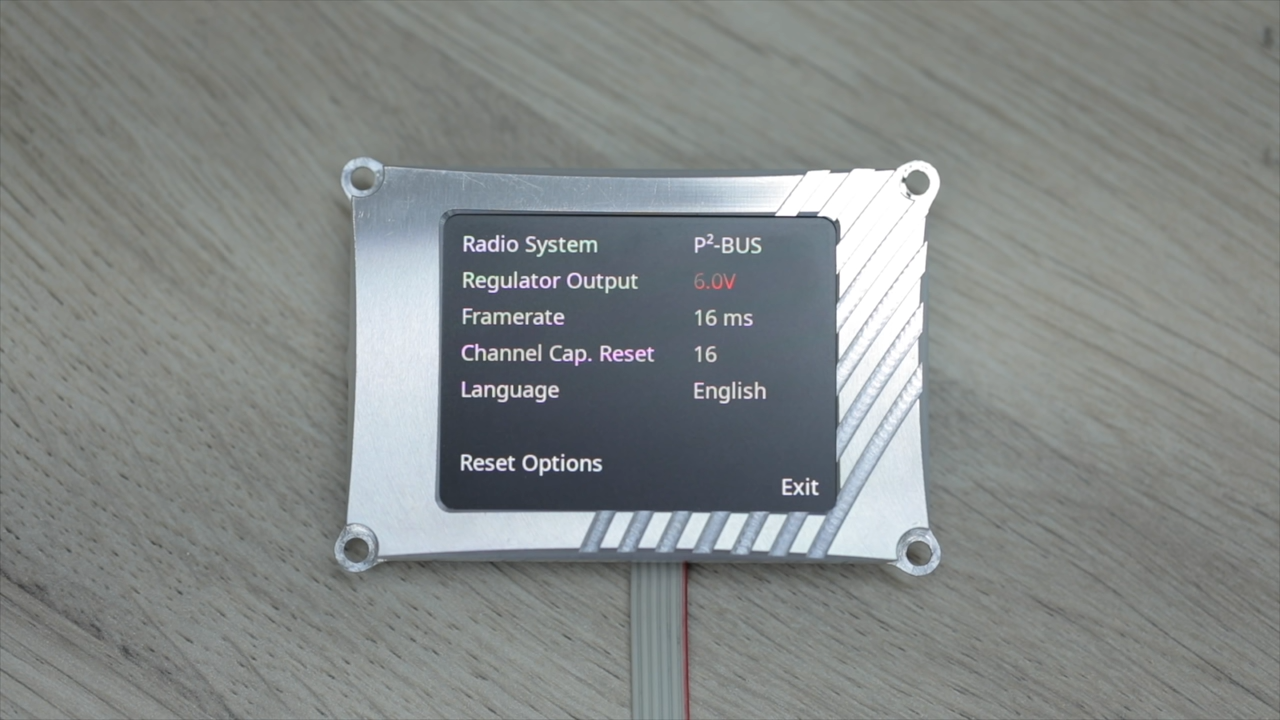 Radio System P²-BUS
Regulator Output 6.0V
Framerate 16 ms
Channel Cap. Reset 16
Language English
Reset Options
Exit